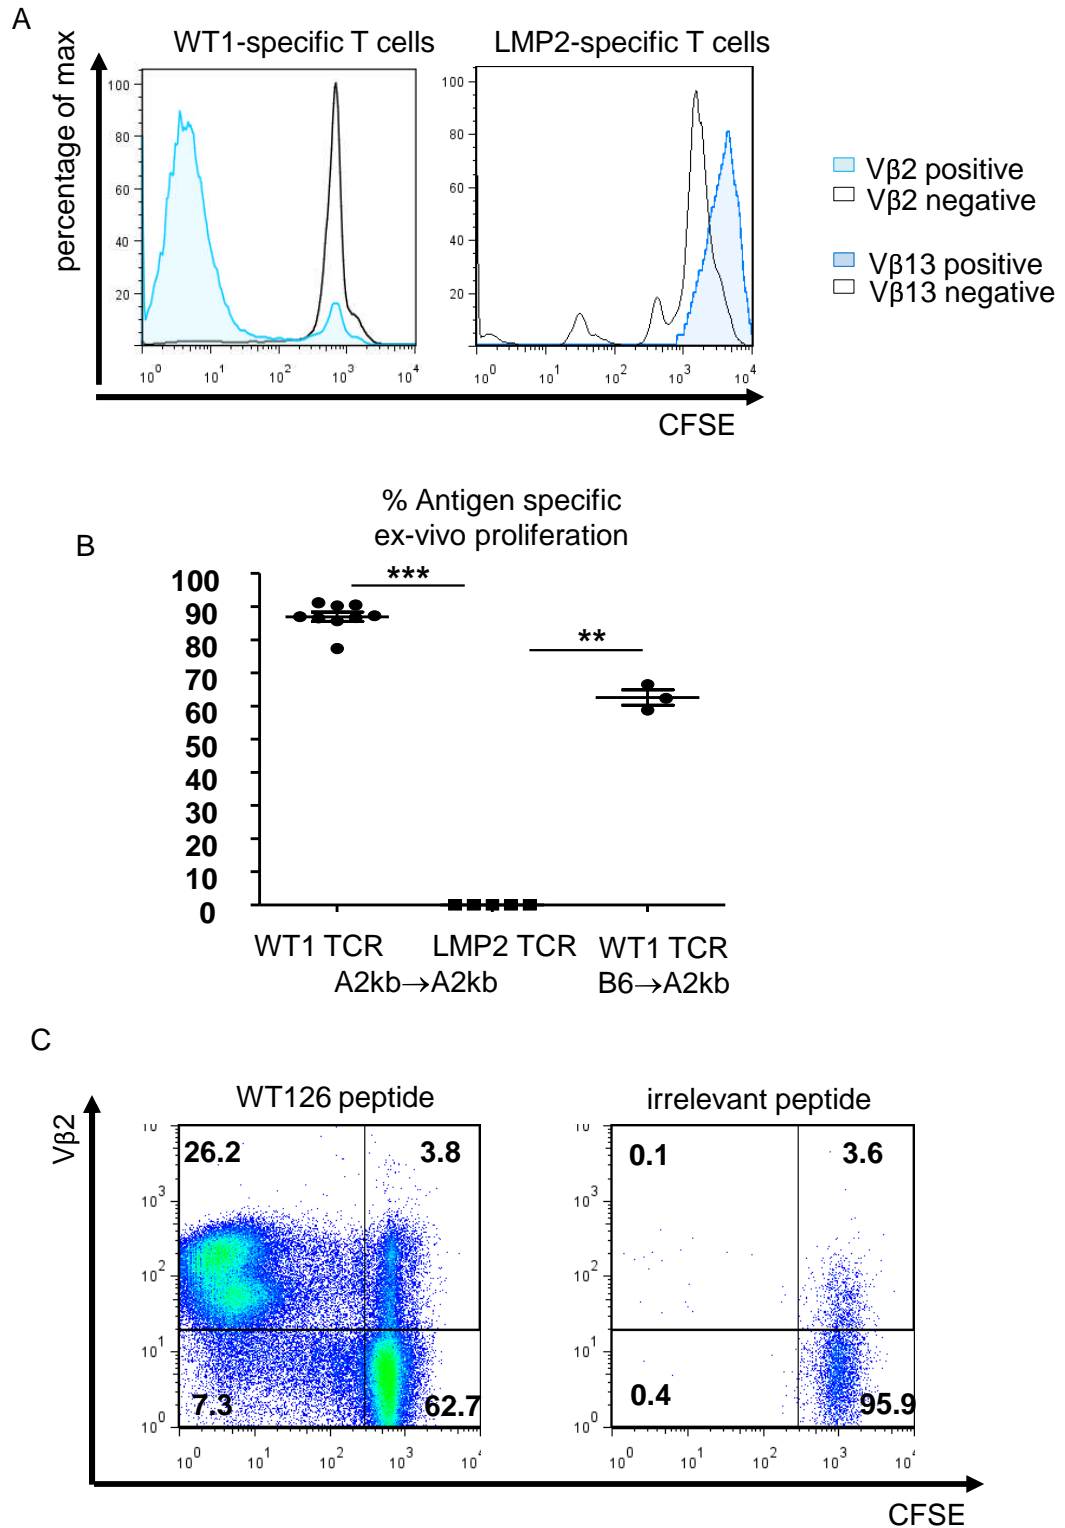 A
WT1-specific T cells
LMP2-specific T cells
percentage of max
100
80
60
40
20
10^0 10^1 10^2 10^3 10^4
100
80
60
40
20
10^0 10^1 10^2 10^3 10^4
CFSE
Vβ2 positive
Vβ2 negative
Vβ13 positive
Vβ13 negative
B
% Antigen specific
ex-vivo proliferation
***
**
100
90
80
70
60
50
40
30
20
10
0
WT1 TCR LMP2 TCR WT1 TCR
A2kb→A2kb B6→A2kb
C
WT126 peptide
irrelevant peptide
Vβ2
26.2 3.8
7.3 62.7
10^3
10^2
10^1
10^0
10^0 10^1 10^2 10^3
0.1 3.6
0.4 95.9
10^3
10^2
10^1
10^0
10^0 10^1 10^2 10^3
CFSE